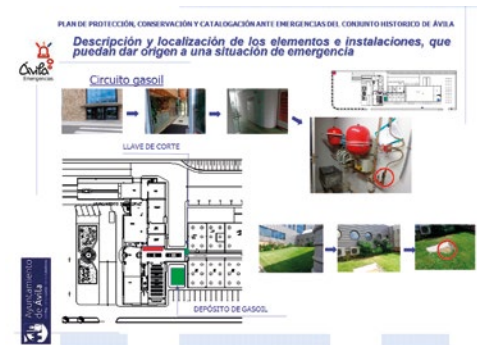 PLAN DE PROTECCIÓN, CONSERVACIÓN Y CATALOGACIÓN ANTE EMERGENCIAS DEL CONJUNTO HISTORICO DE ÁVILA
Descripción y localización de los elementos e instalaciones, que
puedan dar origen a una situación de emergencia
Ávila
Emergencias
Circuito gasoil
LLAVE DE CORTE
DEPÓSITO DE GASOIL
Ayuntamiento
de Ávila